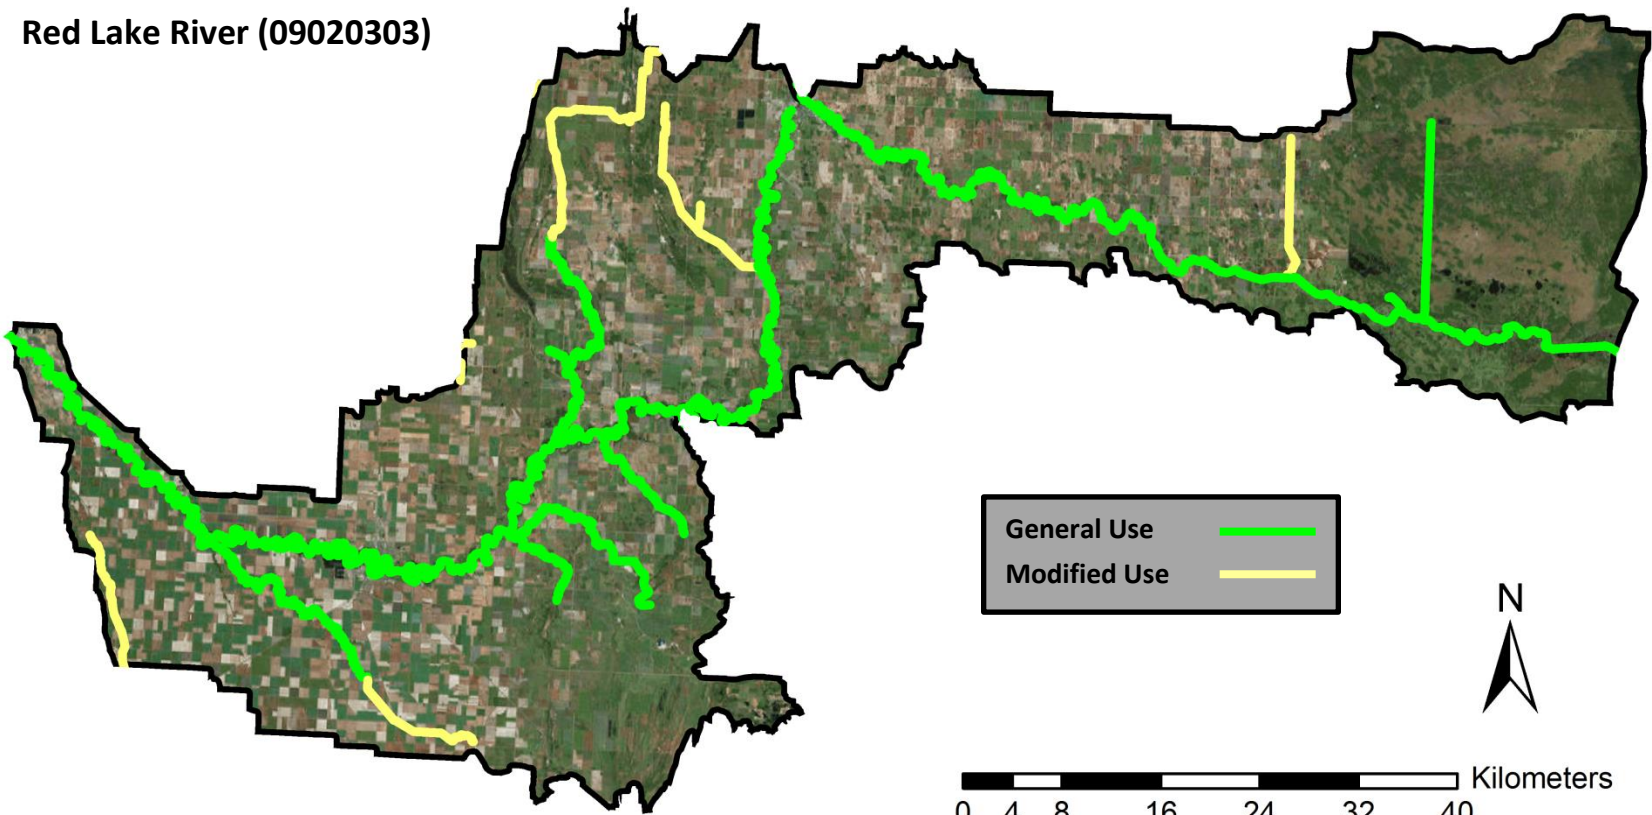 Red Lake River (09020303)
General Use
Modified Use
N
Kilometers
0 4 8 16 24 32 40